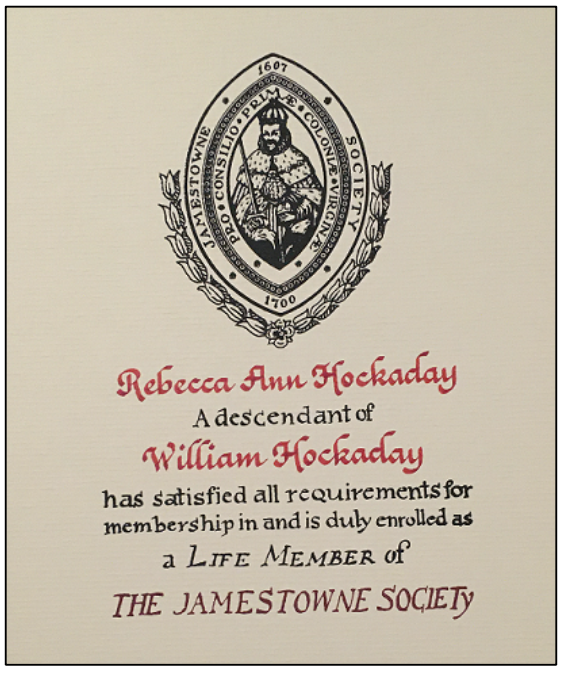 1607
JAMESTOWNE SOCIETY
PRO • CONSILIO • PRIMÆ • COLONIÆ • VIRGINIÆ
1700
Rebecca Ann Hockaday
A descendant of
William Hockaday
has satisfied all requirements for
membership in and is duly enrolled as
a LIFE MEMBER of
THE JAMESTOWNE SOCIETY